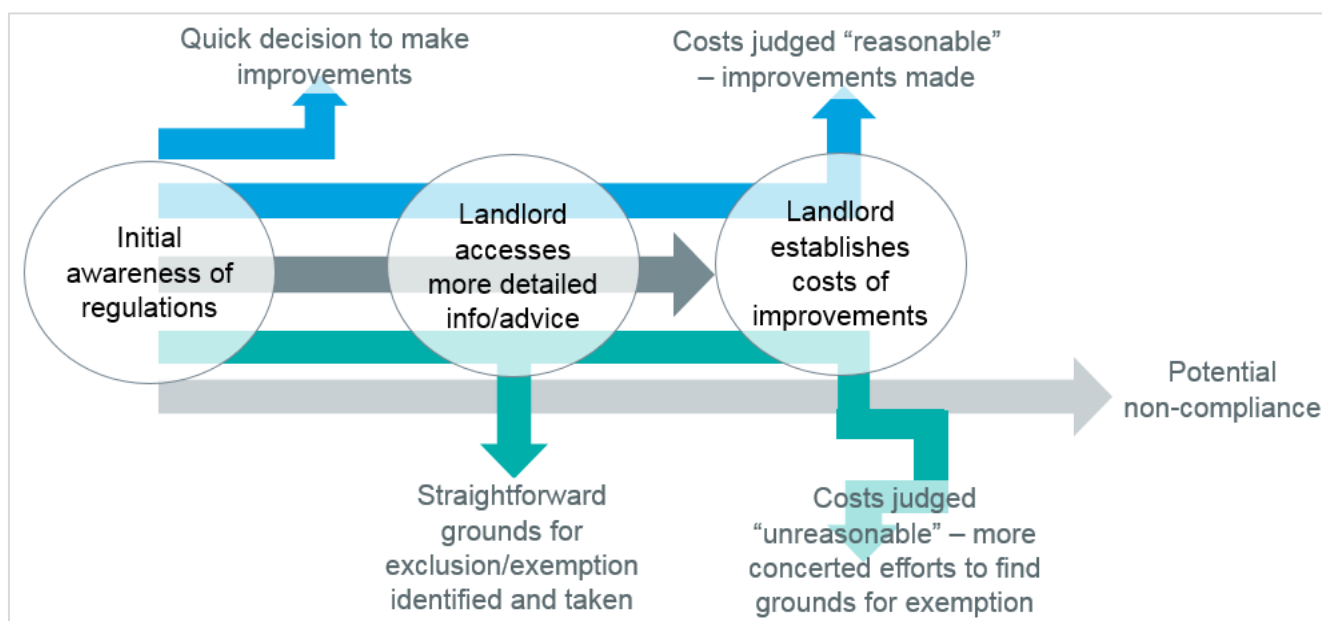 Quick decision to make
improvements
Costs judged “reasonable”
– improvements made
Initial
awareness of
regulations
Landlord
accesses
more detailed
info/advice
Landlord
establishes
costs of
improvements
Potential
non-compliance
Straightforward
grounds for
exclusion/exemption
identified and taken
Costs judged
“unreasonable” – more
concerted efforts to find
grounds for exemption